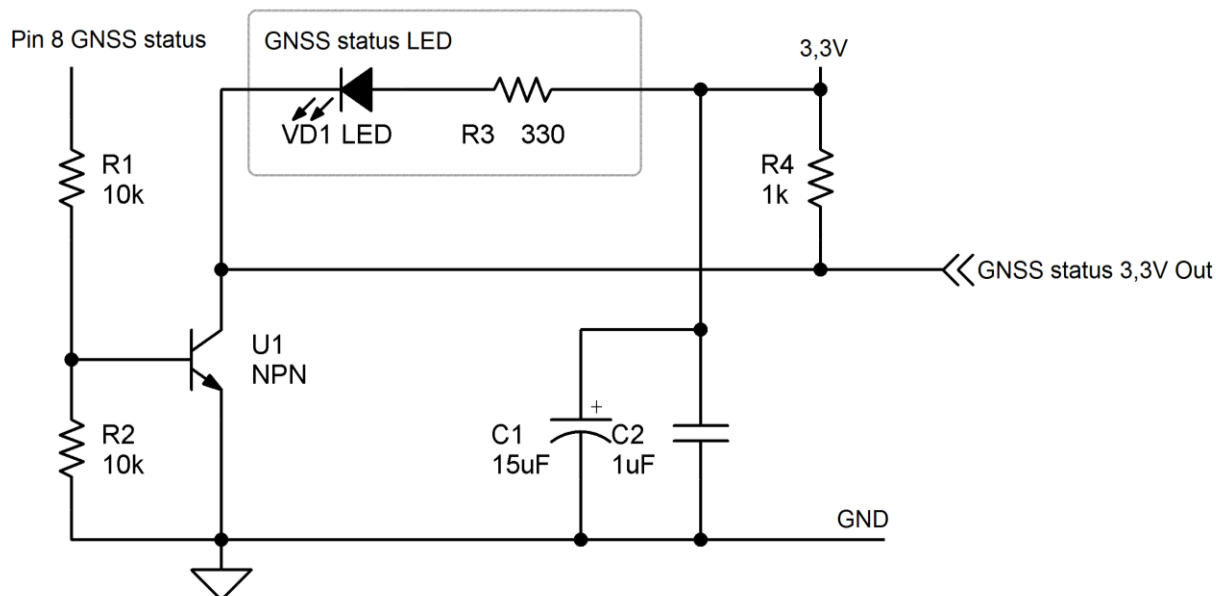 Pin 8 GNSS status
GNSS status LED
3,3V
VD1 LED
R3 330
R1
10k
R4
1k
GNSS status 3,3V Out
U1
NPN
R2
10k
+
C1
15uF
C2
1uF
GND